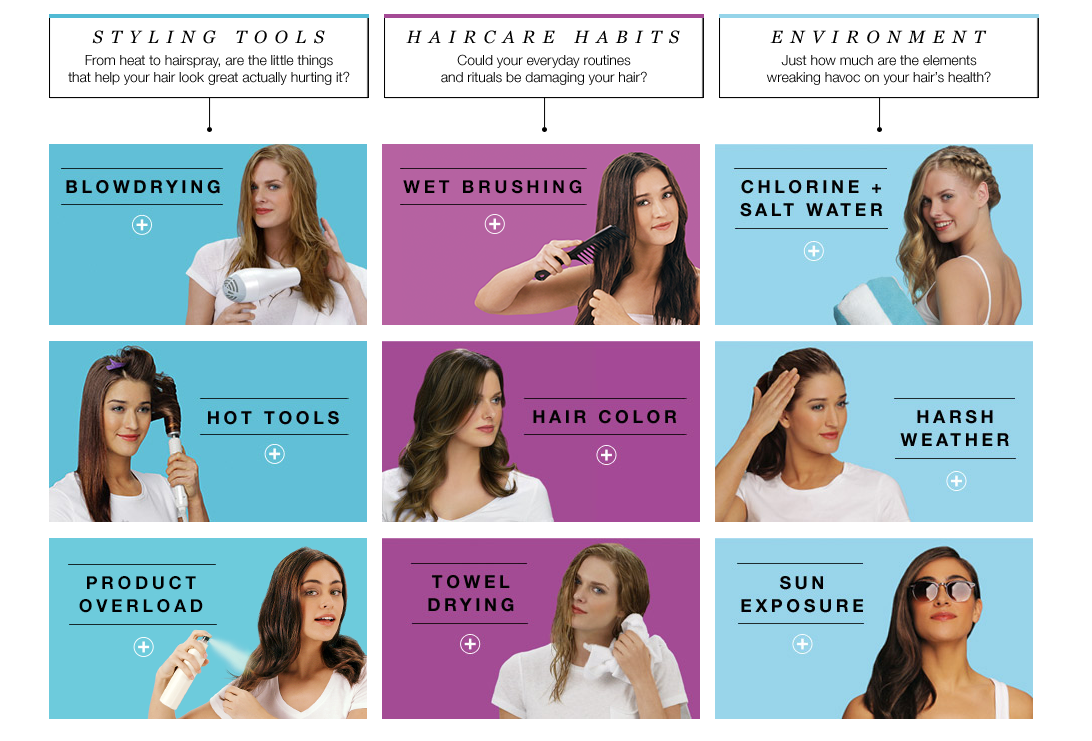 STYLING TOOLS
From heat to hairspray, are the little things
that help your hair look great actually hurting it?
HAIRCARE HABITS
Could your everyday routines
and rituals be damaging your hair?
ENVIRONMENT
Just how much are the elements
wreaking havoc on your hair's health?
BLOWDRYING
WET BRUSHING
CHLORINE +
SALT WATER
HOT TOOLS
HAIR COLOR
HARSH
WEATHER
PRODUCT
OVERLOAD
TOWEL
DRYING
SUN
EXPOSURE